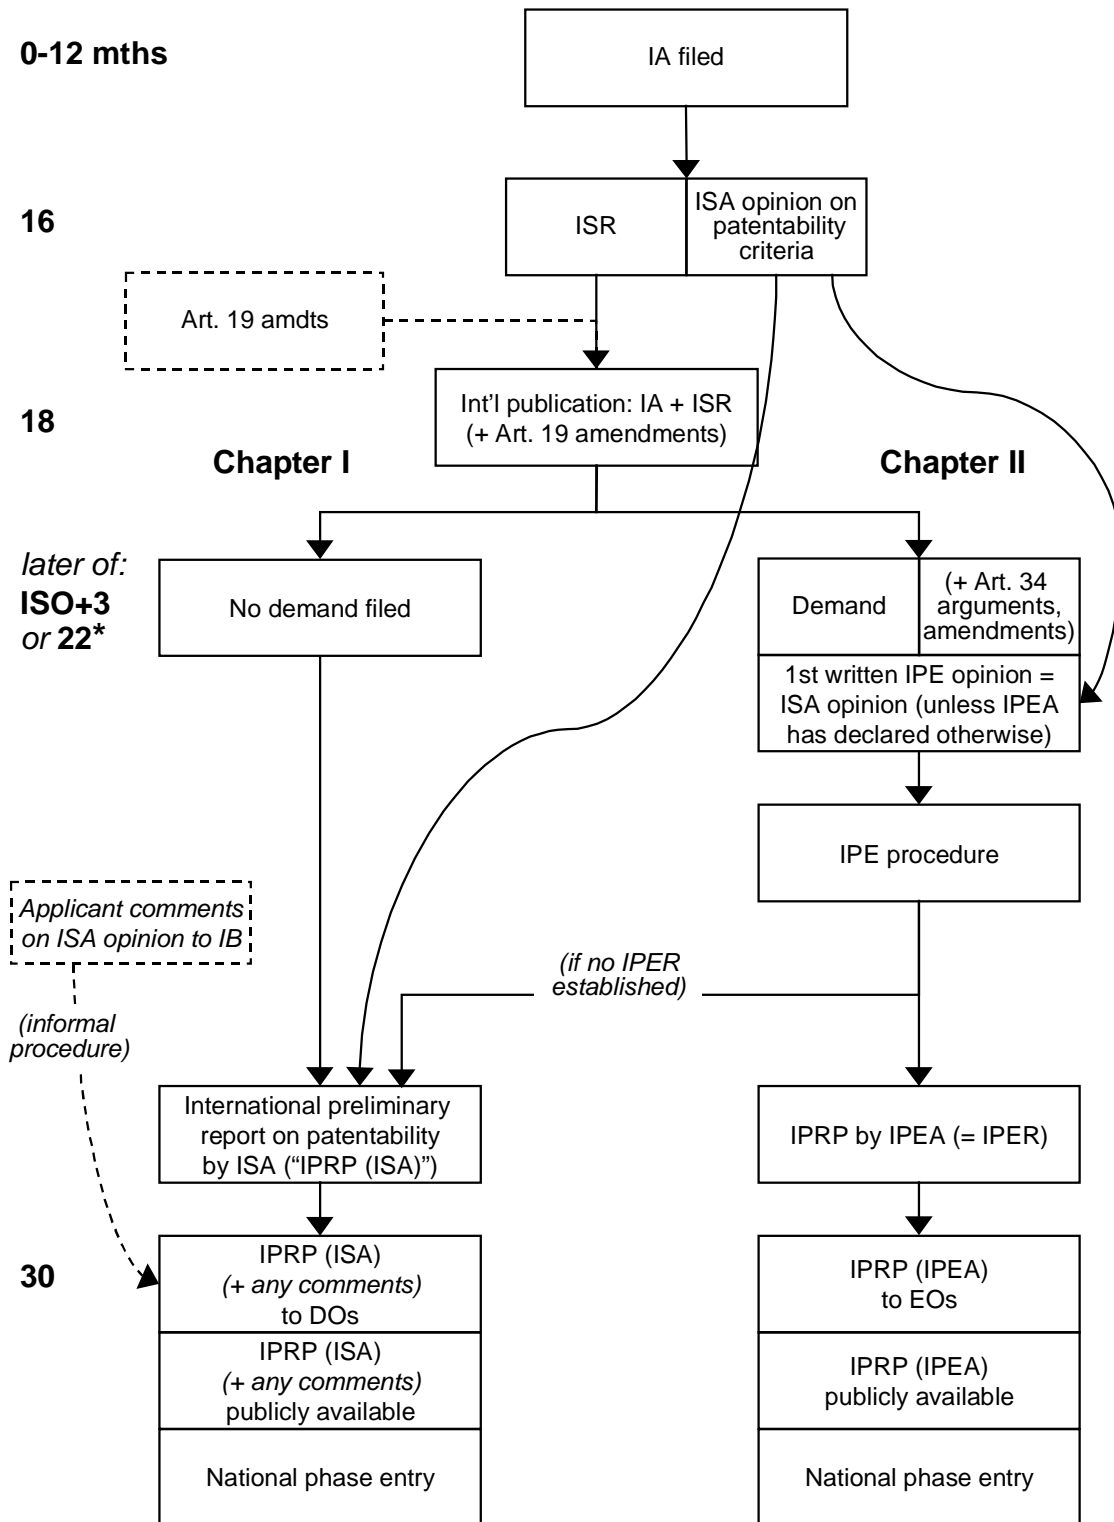 0-12 mths
IA filed
16
ISR
ISA opinion on
patentability
criteria
Art. 19 amdts
18
Int'l publication: IA + ISR
(+ Art. 19 amendments)
Chapter I
Chapter II
later of:
ISO+3
or 22*
No demand filed
Demand
(+ Art. 34
arguments,
amendments)
1st written IPE opinion =
ISA opinion (unless IPEA
has declared otherwise)
IPE procedure
Applicant comments
on ISA opinion to IB
(if no IPER
established)
(informal
procedure)
International preliminary
report on patentability
by ISA (“IPRP (ISA)”)
IPRP by IPEA (= IPER)
30
IPRP (ISA)
(+ any comments)
to DOs
IPRP (IPEA)
to EOs
IPRP (ISA)
(+ any comments)
publicly available
IPRP (IPEA)
publicly available
National phase entry
National phase entry